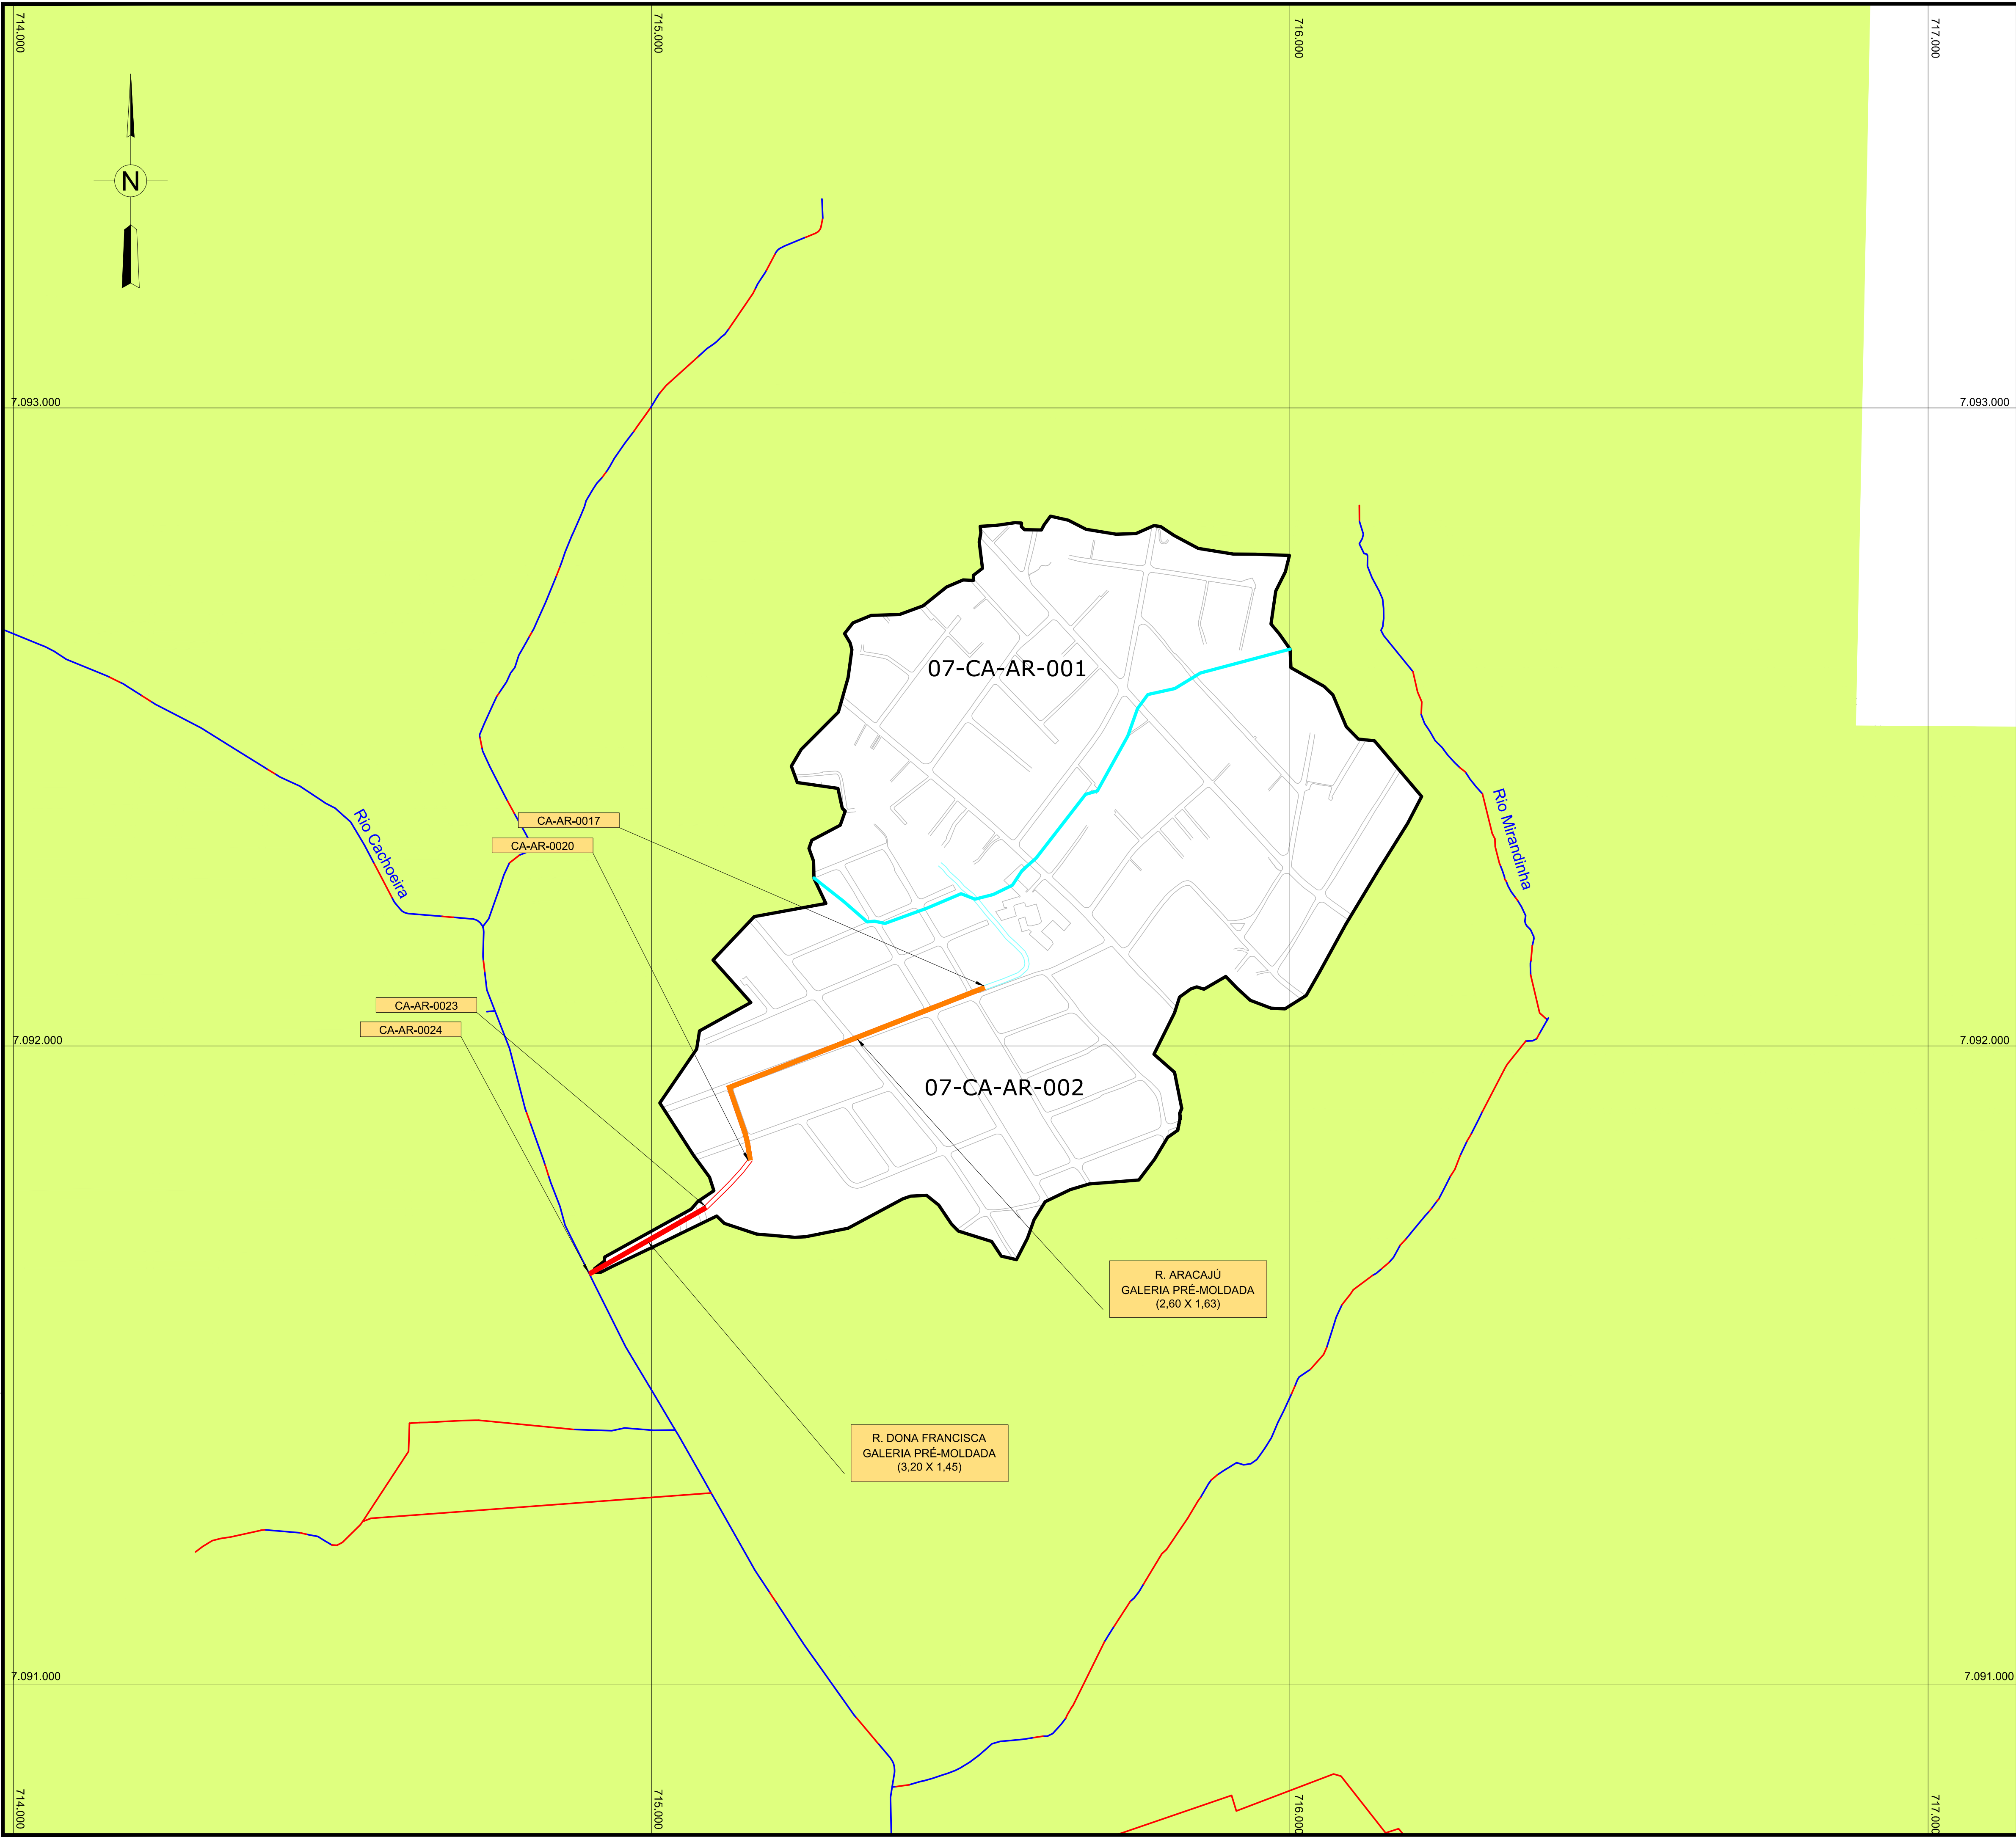 714.000
715.000
716.000
717.000
N
7.093.000
7.093.000
07-CA-AR-001
Rio Cachoeira
Rio Mirandinha
CA-AR-0017
CA-AR-0020
CA-AR-0023
CA-AR-0024
7.092.000
7.092.000
07-CA-AR-002
R. ARACAJÚ
GALERIA PRÉ-MOLDADA
(2,60 X 1,63)
R. DONA FRANCISCA
GALERIA PRÉ-MOLDADA
(3,20 X 1,45)
7.091.000
7.091.000
714.000
715.000
716.000
717.000